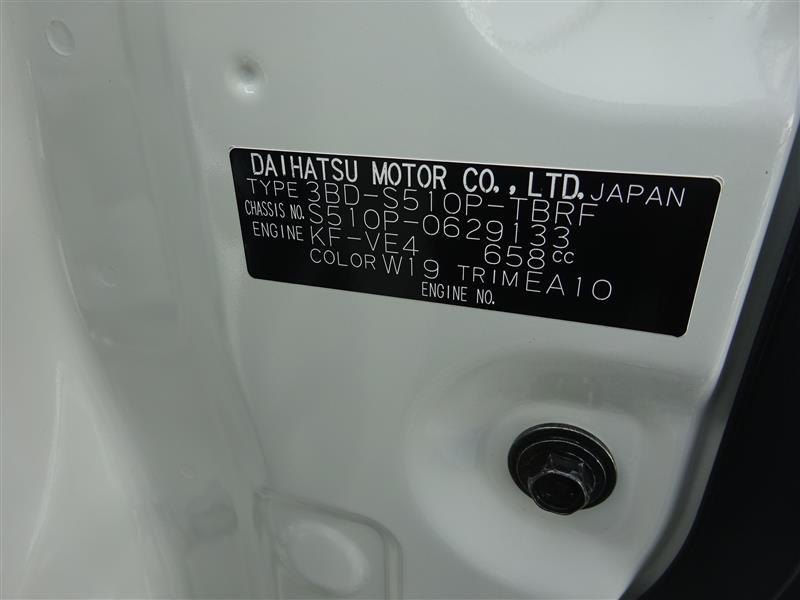 DAIHATSU MOTOR CO., LTD. JAPAN
TYPE 3BD-S510P-TBRF
CHASSIS NO. S510P-0629133
ENGINE KF-VE4 658cc
COLOR W19 TRIM EA10
ENGINE NO.